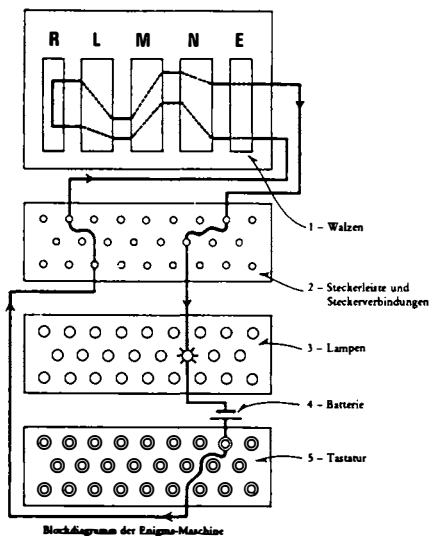 R L M N E
1 – Walzen
2 – Steckerleiste und
Steckerverbindungen
3 – Lampen
4 – Batterie
5 – Tastatur
Blockdiagramm der Enigma-Maschine